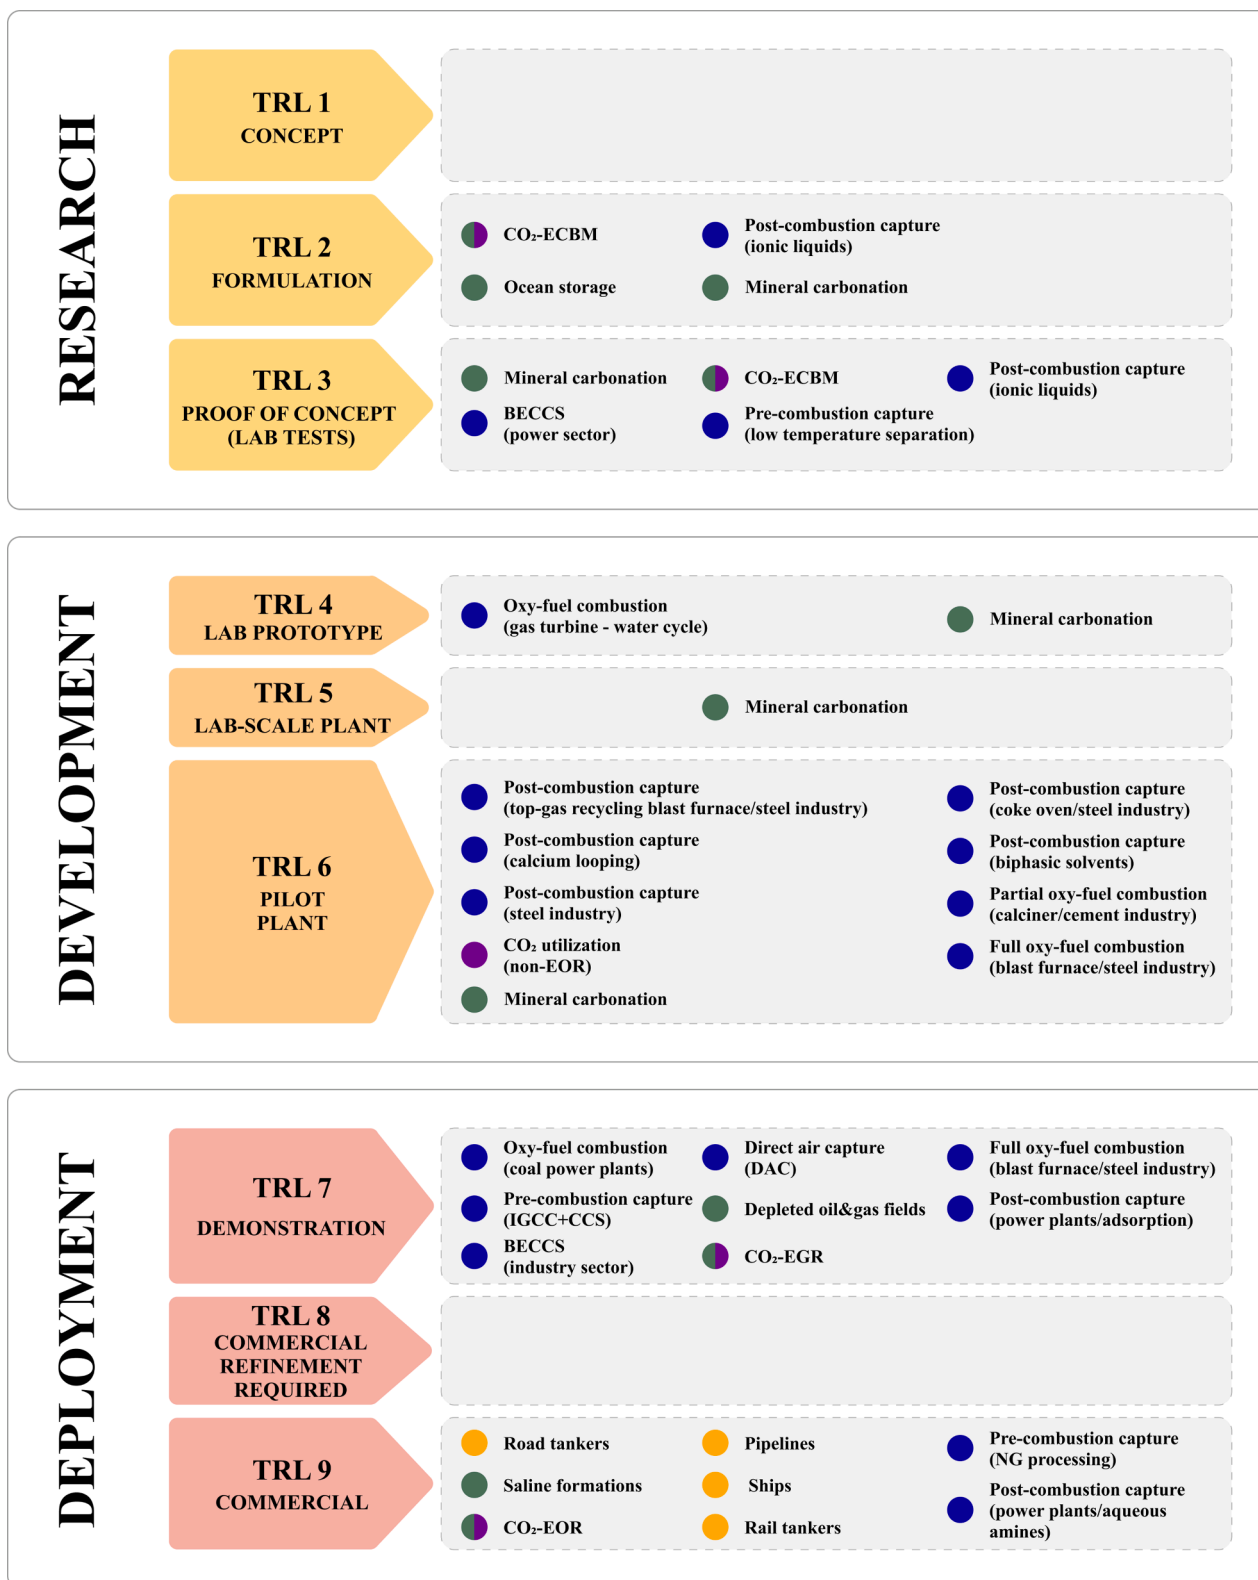 RESEARCH
TRL 1
CONCEPT
TRL 2
FORMULATION
CO₂-ECBM
Post-combustion capture
(ionic liquids)
Ocean storage
Mineral carbonation
TRL 3
PROOF OF CONCEPT
(LAB TESTS)
Mineral carbonation
CO₂-ECBM
Post-combustion capture
(ionic liquids)
BECCS
(power sector)
Pre-combustion capture
(low temperature separation)
DEVELOPMENT
TRL 4
LAB PROTOTYPE
Oxy-fuel combustion
(gas turbine - water cycle)
Mineral carbonation
TRL 5
LAB-SCALE PLANT
Mineral carbonation
TRL 6
PILOT
PLANT
Post-combustion capture
(top-gas recycling blast furnace/steel industry)
Post-combustion capture
(coke oven/steel industry)
Post-combustion capture
(calcium looping)
Post-combustion capture
(biphasic solvents)
Post-combustion capture
(steel industry)
Partial oxy-fuel combustion
(calciner/cement industry)
CO₂ utilization
(non-EOR)
Full oxy-fuel combustion
(blast furnace/steel industry)
Mineral carbonation
DEPLOYMENT
TRL 7
DEMONSTRATION
Oxy-fuel combustion
(coal power plants)
Direct air capture
(DAC)
Full oxy-fuel combustion
(blast furnace/steel industry)
Pre-combustion capture
(IGCC+CCS)
Depleted oil&gas fields
Post-combustion capture
(power plants/adsorption)
BECCS
(industry sector)
CO₂-EGR
TRL 8
COMMERCIAL
REFINEMENT
REQUIRED
TRL 9
COMMERCIAL
Road tankers
Pipelines
Pre-combustion capture
(NG processing)
Saline formations
Ships
Post-combustion capture
(power plants/aqueous
amines)
CO₂-EOR
Rail tankers